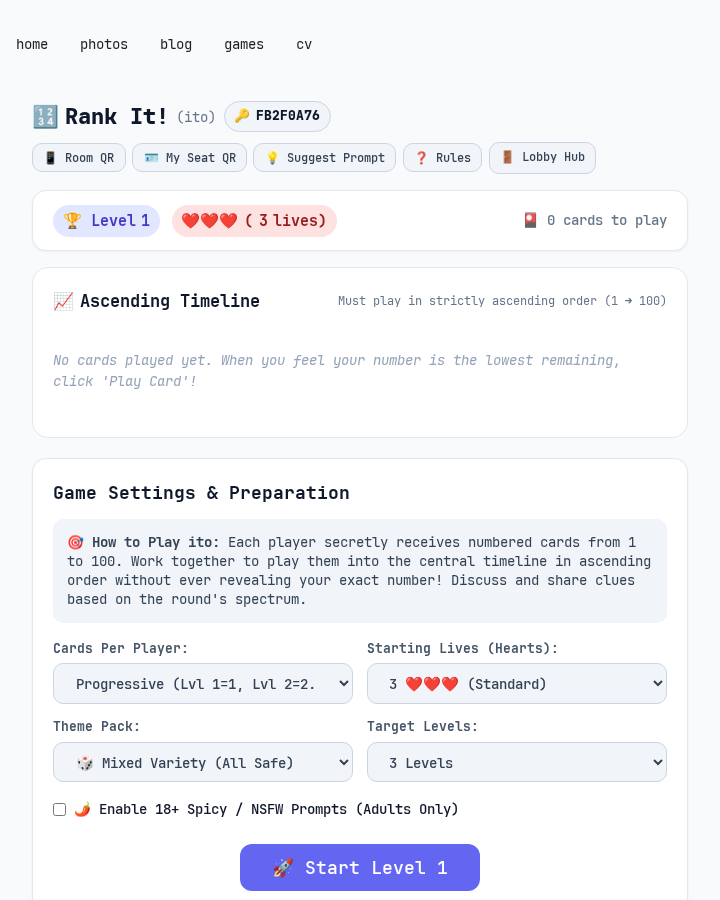 home photos blog games cv
🔢 Rank It! (ito) 🔑 FB2F0A76
📱 Room QR 🪪 My Seat QR 💡 Suggest Prompt ❓ Rules 🚪 Lobby Hub
🏆 Level 1 ❤️❤️❤️ ( 3 lives) 🎴 0 cards to play
📈 Ascending Timeline Must play in strictly ascending order (1 → 100)
No cards played yet. When you feel your number is the lowest remaining,
click 'Play Card'!
Game Settings & Preparation
🎯 How to Play ito: Each player secretly receives numbered cards from 1
to 100. Work together to play them into the central timeline in ascending
order without ever revealing your exact number! Discuss and share clues
based on the round's spectrum.
Cards Per Player: Starting Lives (Hearts):
Progressive (Lvl 1=1, Lvl 2=2. 3 ❤️❤️❤️ (Standard)
Theme Pack: Target Levels:
🎲 Mixed Variety (All Safe) 3 Levels
🌶️ Enable 18+ Spicy / NSFW Prompts (Adults Only)
🚀 Start Level 1